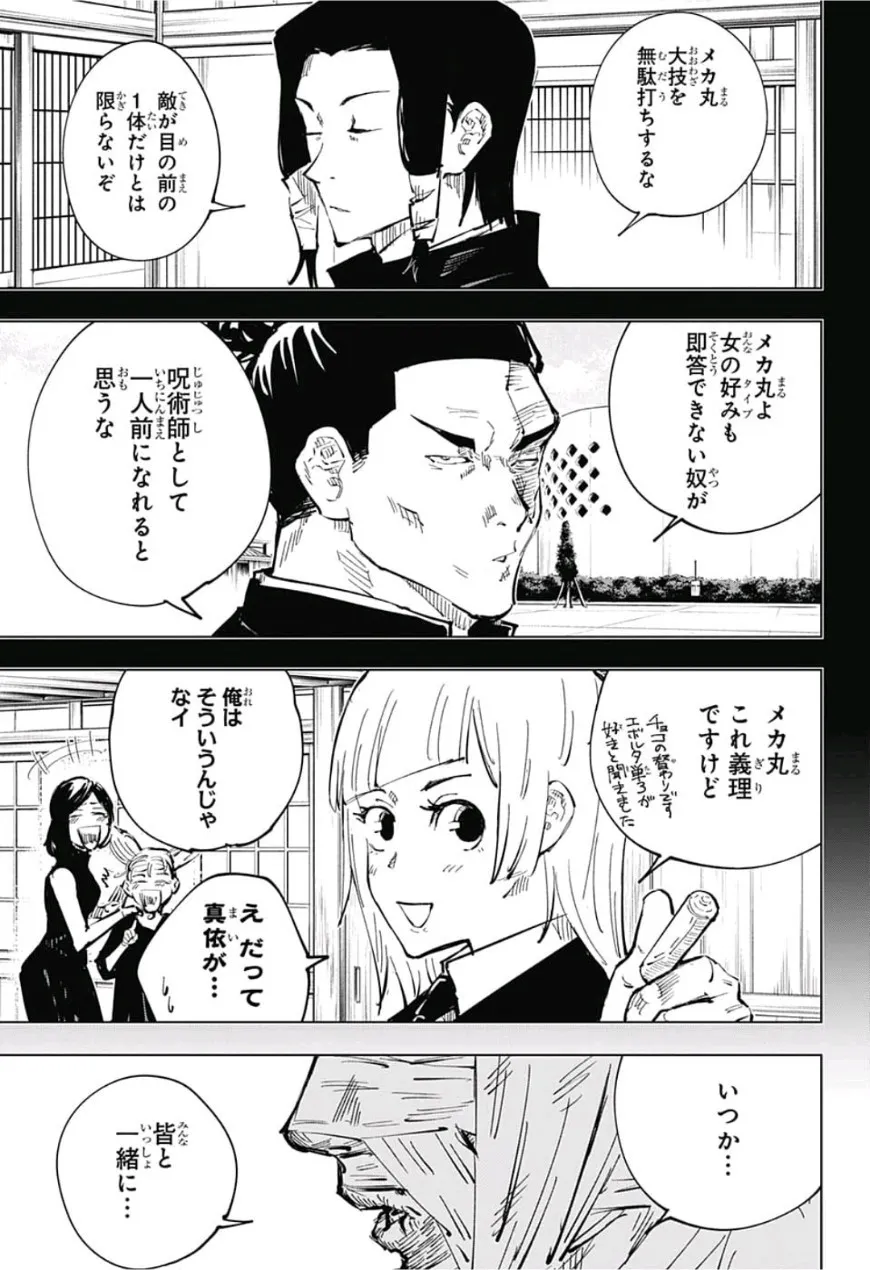 メカ丸
大技を
無駄打ちするな
敵が目の前の
1体だけとは
限らないぞ
メカ丸よ
女の好みも
即答できない奴が
呪術師として
一人前になれると
思うな
メカ丸
これ義理
ですけど
チョコの替わりです
エボルタ単3が
好きと聞きました
俺は
そういうんじゃ
なイ
え だって
真依が…
いつか…
皆と
一緒に…